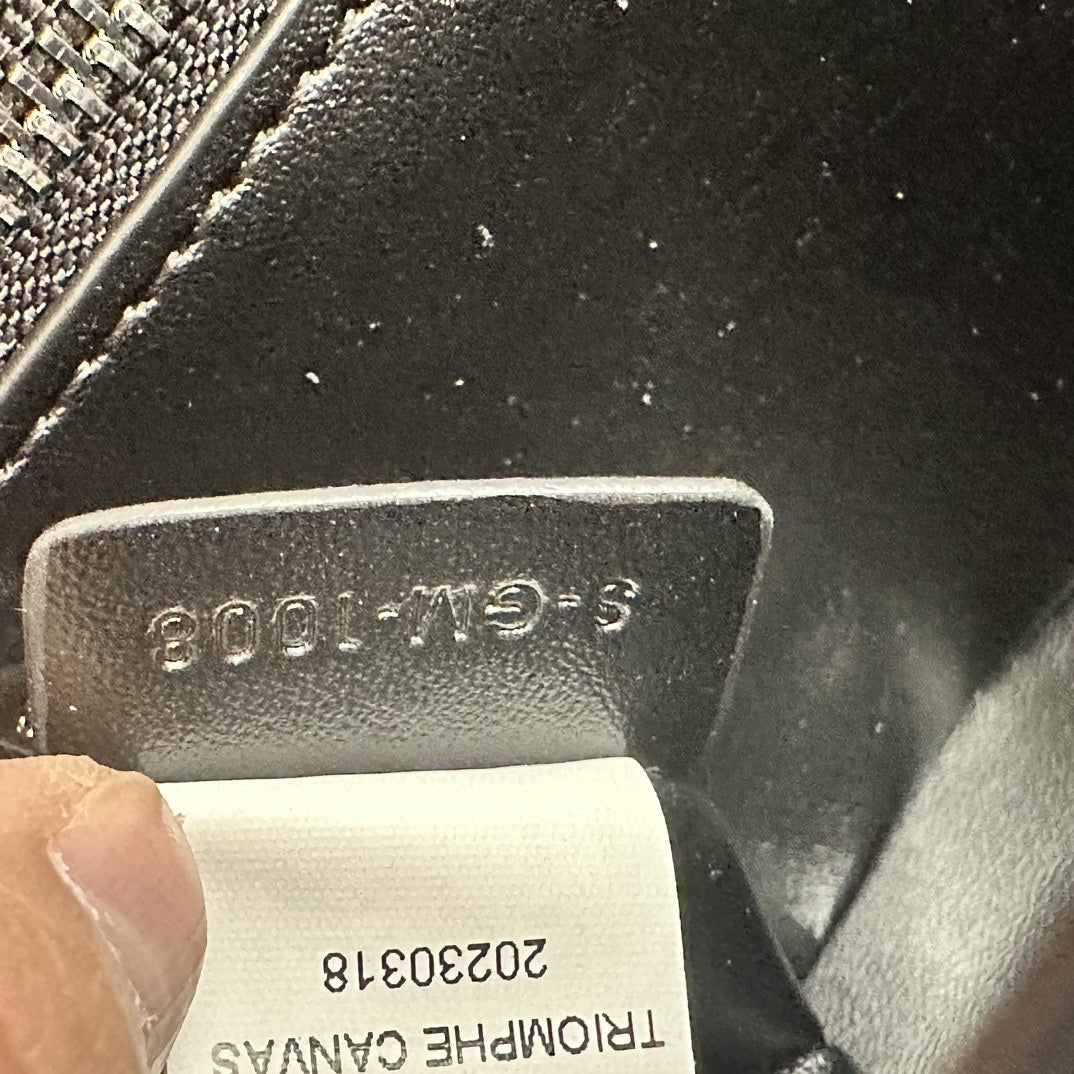 TRIOMPHE CANVAS
20230318
S-GM-1008